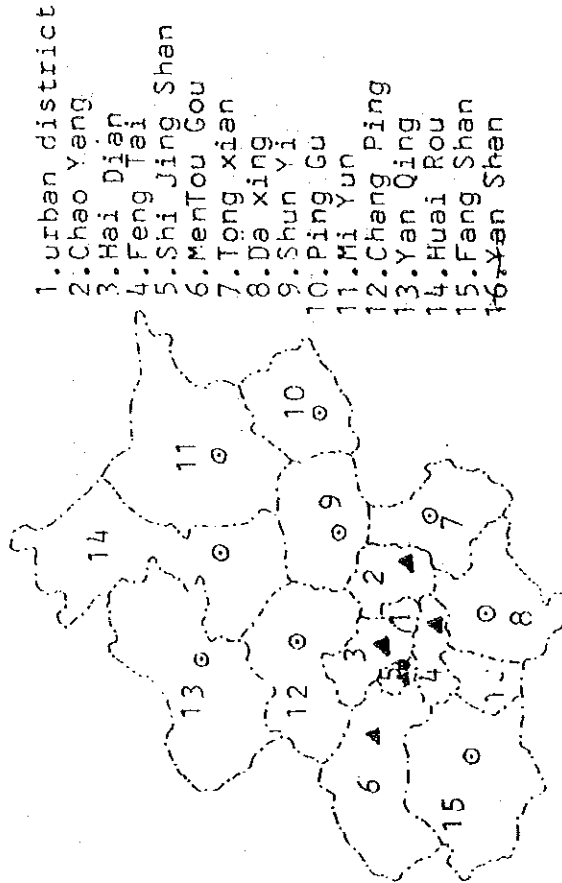 1.urban district
2.Chao Yang
3.Hai Dian
4.Feng Tai
5.Shi Jing Shan
6.MenTou Gou
7.Tong xian
8.Da xing
9.Shun Yi
10.Ping Gu
11.Mi Yun
12.Chang Ping
13.Yan Qing
14.Huai Rou
15.Fang Shan
16.Yan Shan
14
11
13
10
9
12
2
3
7
1
5
4
6
8
1
15